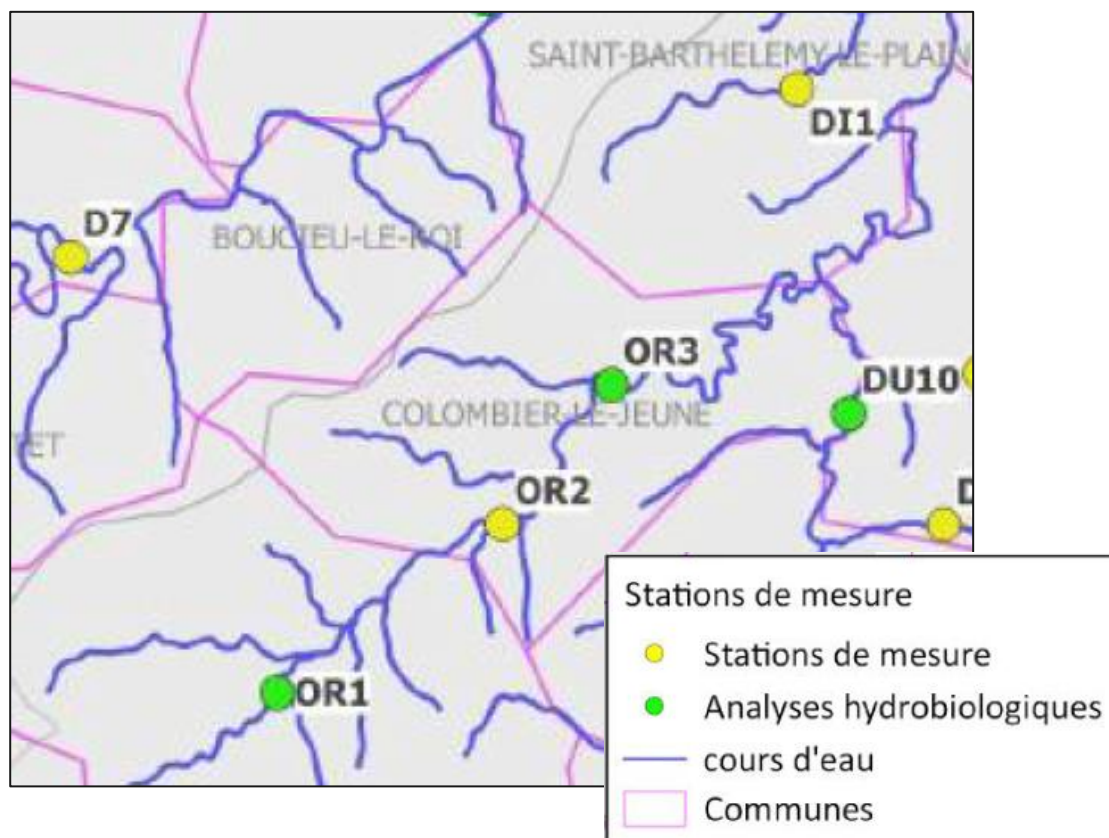 SAINT-BARTHELEMY-LE-PLAIN
DI1
D7
BOUCIEU-LE-ROI
OR3
DU10
COLOMBIER-LE-JEUNE
TET
OR2
D
OR1
Stations de mesure
Stations de mesure
Analyses hydrobiologiques
cours d'eau
Communes